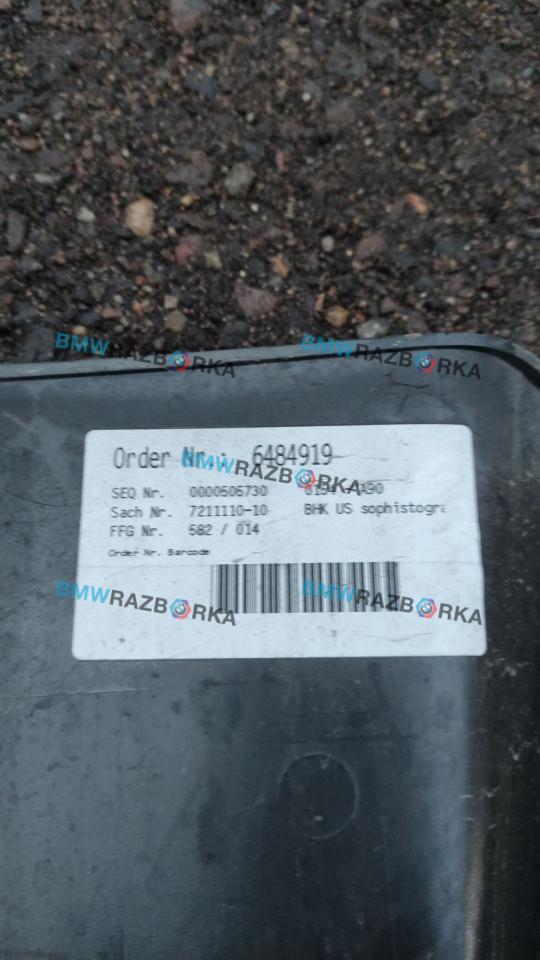 BMWRAZBORKA
BMWRAZBORKA
Order Nr.: 6484919
BMWRAZBORKA
SEQ Nr. 0000606730
Sach Nr. 7211110-10 BHK US sophistogra
FFG Nr. 582 / 014
Order Nr. Barcode
BMWRAZBORKA
BMWRAZBORKA